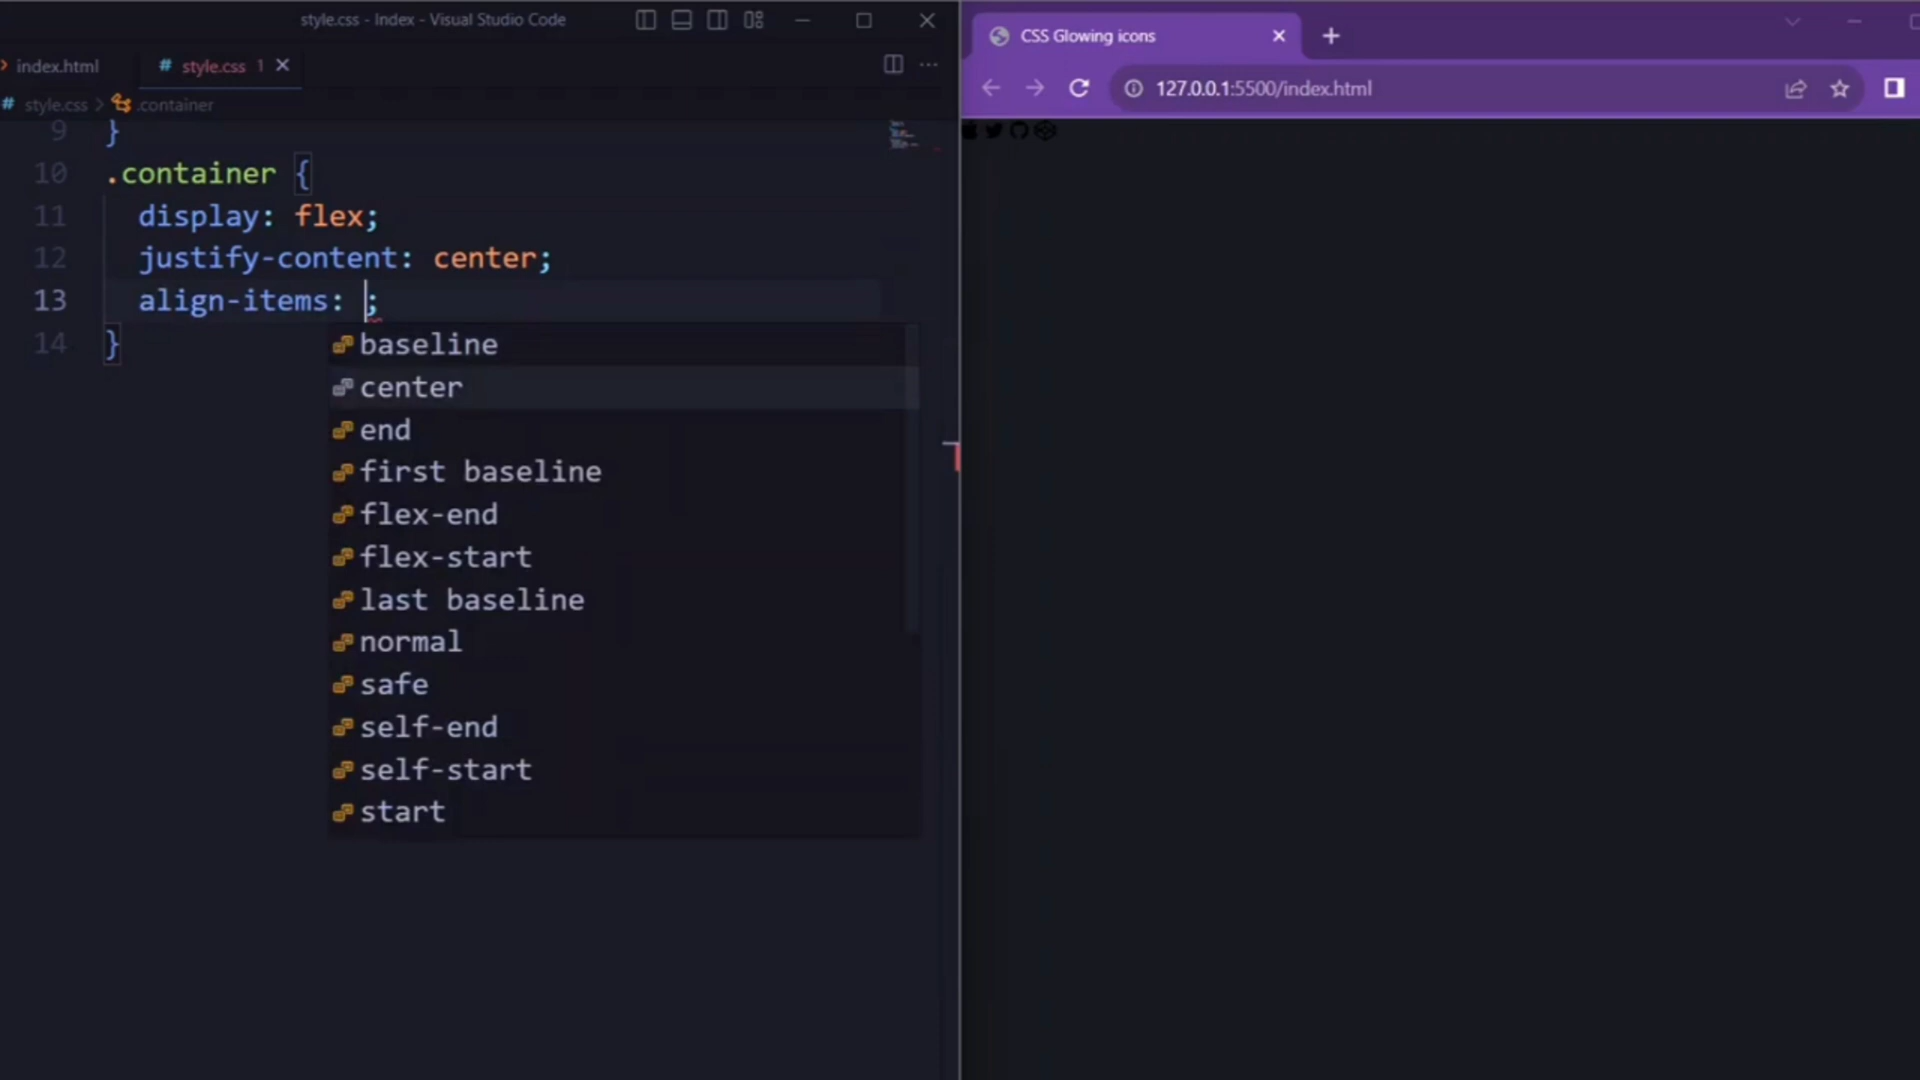 style.css - Index - Visual Studio Code
index.html
# style.css 1
# style.css > .container
9 }
10 .container {
11 display: flex;
12 justify-content: center;
13 align-items: ;
14 }
baseline
center
end
first baseline
flex-end
flex-start
last baseline
normal
safe
self-end
self-start
start
CSS Glowing icons
127.0.0.1:5500/index.html